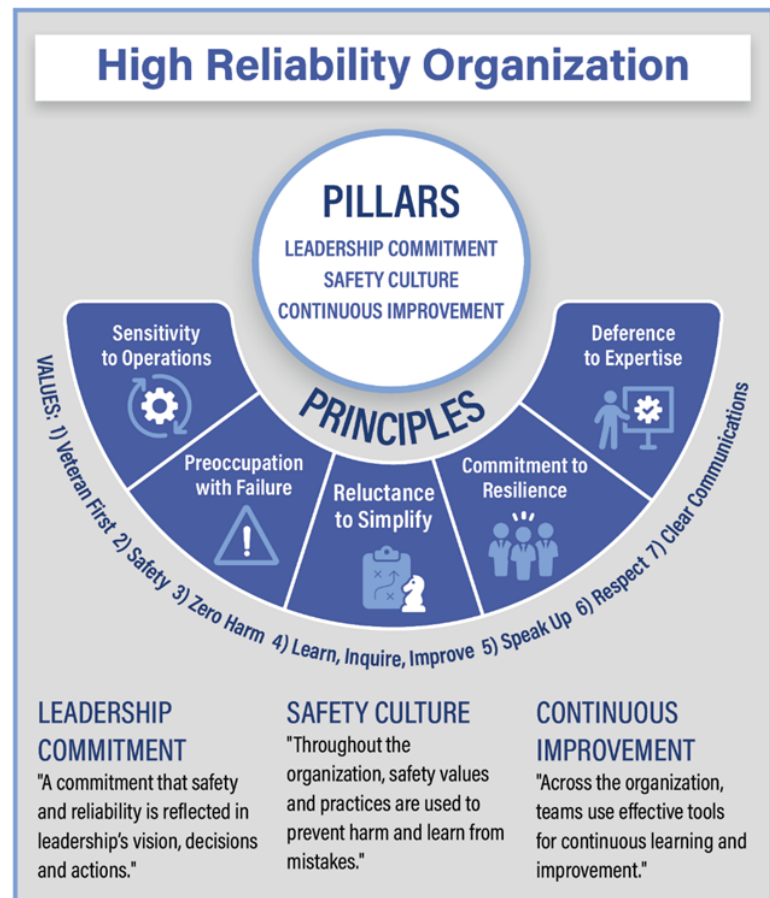 High Reliability Organization
PILLARS
LEADERSHIP COMMITMENT
SAFETY CULTURE
CONTINUOUS IMPROVEMENT
PRINCIPLES
Sensitivity
to Operations
Preoccupation
with Failure
Reluctance
to Simplify
Commitment to
Resilience
Deference
to Expertise
VALUES: 1) Veteran First 2) Safety 3) Zero Harm 4) Learn, Inquire, Improve 5) Speak Up 6) Respect 7) Clear Communications
LEADERSHIP
COMMITMENT
"A commitment that safety
and reliability is reflected in
leadership's vision, decisions
and actions."
SAFETY CULTURE
"Throughout the
organization, safety values
and practices are used to
prevent harm and learn from
mistakes."
CONTINUOUS
IMPROVEMENT
"Across the organization,
teams use effective tools
for continuous learning and
improvement."